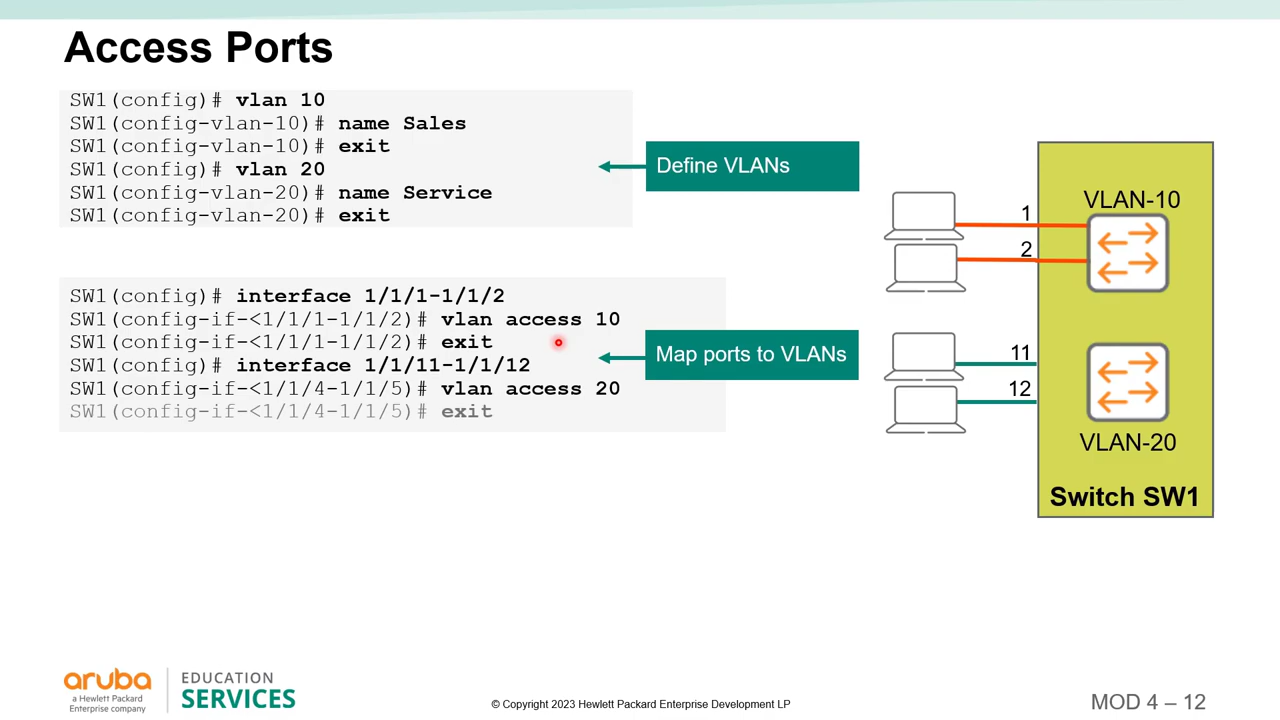 Access Ports
SW1(config)# vlan 10
SW1(config-vlan-10)# name Sales
SW1(config-vlan-10)# exit
SW1(config)# vlan 20
SW1(config-vlan-20)# name Service
SW1(config-vlan-20)# exit
Define VLANs
SW1(config)# interface 1/1/1-1/1/2
SW1(config-if-<1/1/1-1/1/2)# vlan access 10
SW1(config-if-<1/1/1-1/1/2)# exit
SW1(config)# interface 1/1/11-1/1/12
SW1(config-if-<1/1/4-1/1/5)# vlan access 20
SW1(config-if-<1/1/4-1/1/5)# exit
Map ports to VLANs
VLAN-10
1
2
11
12
VLAN-20
Switch SW1
aruba
a Hewlett Packard
Enterprise company
EDUCATION
SERVICES
© Copyright 2023 Hewlett Packard Enterprise Development LP
MOD 4 – 12